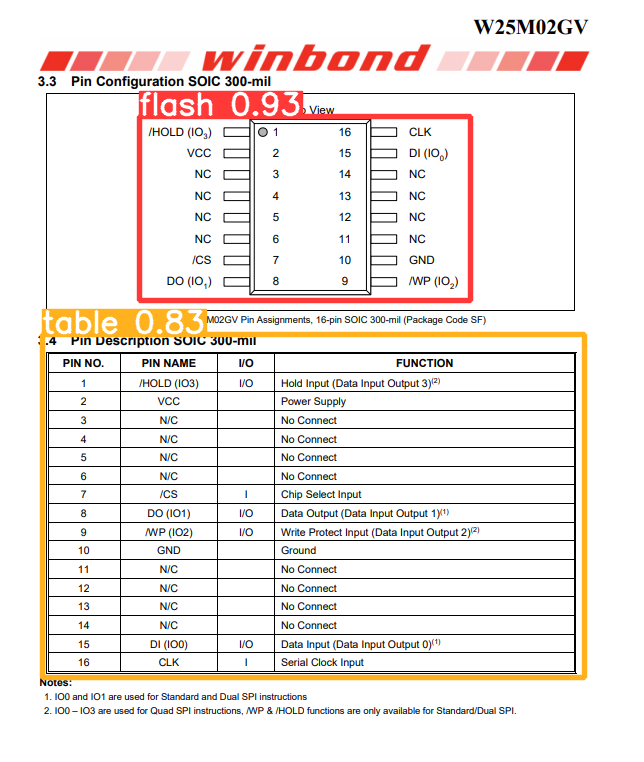 W25M02GV
winbond
3.3 Pin Configuration SOIC 300-mil
flash 0.93
View
/HOLD (IO3) 1 16 CLK
VCC 2 15 DI (IO0)
NC 3 14 NC
NC 4 13 NC
NC 5 12 NC
NC 6 11 NC
/CS 7 10 GND
DO (IO1) 8 9 /WP (IO2)
table 0.83
M02GV Pin Assignments, 16-pin SOIC 300-mil (Package Code SF)
3.4 Pin Description SOIC 300-mil
PIN NO. PIN NAME I/O FUNCTION
1 /HOLD (IO3) I/O Hold Input (Data Input Output 3)(2)
2 VCC Power Supply
3 N/C No Connect
4 N/C No Connect
5 N/C No Connect
6 N/C No Connect
7 /CS I Chip Select Input
8 DO (IO1) I/O Data Output (Data Input Output 1)(1)
9 /WP (IO2) I/O Write Protect Input (Data Input Output 2)(2)
10 GND Ground
11 N/C No Connect
12 N/C No Connect
13 N/C No Connect
14 N/C No Connect
15 DI (IO0) I/O Data Input (Data Input Output 0)(1)
16 CLK I Serial Clock Input
Notes:
1. IO0 and IO1 are used for Standard and Dual SPI instructions
2. IO0 – IO3 are used for Quad SPI instructions, /WP & /HOLD functions are only available for Standard/Dual SPI.